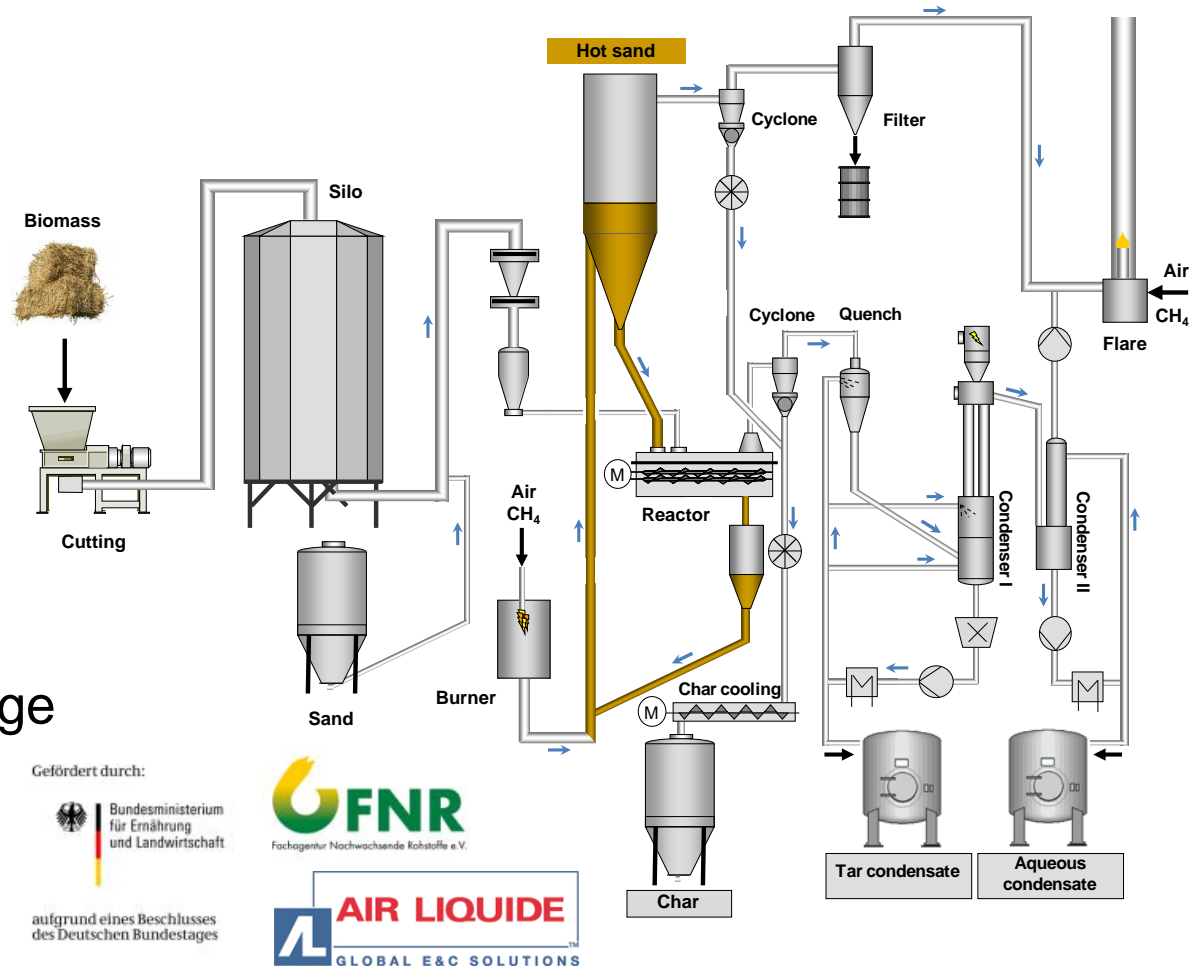 Hot sand
Cyclone
Filter
Silo
Biomass
Air
CH4
Flare
Cyclone
Quench
M
Reactor
Condenser I
Condenser II
Cutting
Air
CH4
Burner
Sand
Char cooling
M
ge
Tar condensate
Aqueous
condensate
Char
Gefördert durch:
Bundesministerium
für Ernährung
und Landwirtschaft
aufgrund eines Beschlusses
des Deutschen Bundestages
FNR
Fachagentur Nachwachsende Rohstoffe e.V.
AL
AIR LIQUIDE
TM
GLOBAL E&C SOLUTIONS